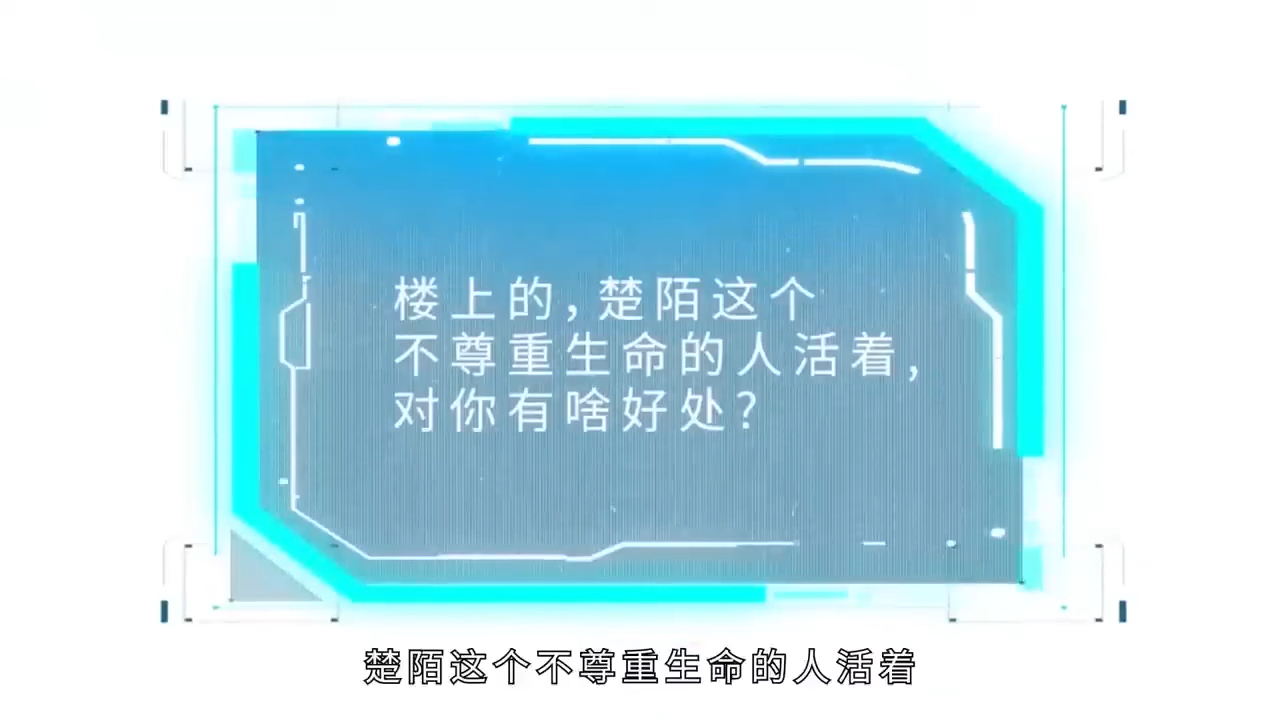 楼上的,楚陌这个
不尊重生命的人活着,
对你有啥好处?
楚陌这个不尊重生命的人活着